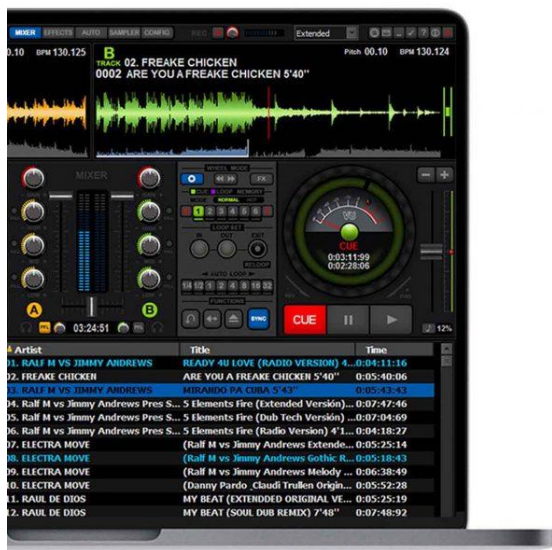 MIXER EFFECTS AUTO SAMPLER CONFIG REC Extended
0.10 BPM 130.125
B
TRACK 02. FREAKE CHICKEN
0002 ARE YOU A FREAKE CHICKEN 5'40"
Pitch 00.10 BPM 130.124
MIXER
WHEEL MODE
FX
CUE LOOP MEMORY
MODE NORMAL HOT
1 2 3 4 5 6
LOOP SET
IN OUT EXIT
RELOOP
AUTO LOOP
1/4 1/2 1 2 4 8 16 32
FUNCTIONS
SYNC
VU
CUE
0:03:11:99
0:02:28:06
CUE
12%
A B
03:24:51
Artist Title Time
01. RALF M VS JIMMY ANDREWS READY 4U LOVE (RADIO VERSION) 4... 0:04:11:16
02. FREAKE CHICKEN ARE YOU A FREAKE CHICKEN 5'40" 0:05:40:06
03. RALF M VS JIMMY ANDREWS MIRANDO PA CUBA 5'43" 0:05:43:43
04. Ralf M vs Jimmy Andrews Pres S... 5 Elements Fire (Extended Versión)... 0:07:47:46
05. Ralf M vs Jimmy Andrews Pres S... 5 Elements Fire (Dub Tech Versión) ... 0:07:04:69
06. Ralf M vs Jimmy Andrews Pres S... 5 Elements Fire (Radio Version) 4'1... 0:04:18:27
07. ELECTRA MOVE (Ralf M vs Jimmy Andrews Extende... 0:05:25:14
08. ELECTRA MOVE (Ralf M vs Jimmy Andrews Gothic R... 0:05:18:43
09. ELECTRA MOVE (Ralf M vs Jimmy Andrews Melody ... 0:06:38:49
10. ELECTRA MOVE (Danny Pardo _Claudi Trullen Origin... 0:05:52:28
11. RAUL DE DIOS MY BEAT (EXTENDDED ORIGINAL VE... 0:05:25:19
12. RAUL DE DIOS MY BEAT (SOUL DUB REMIX) 7'48" 0:07:48:92